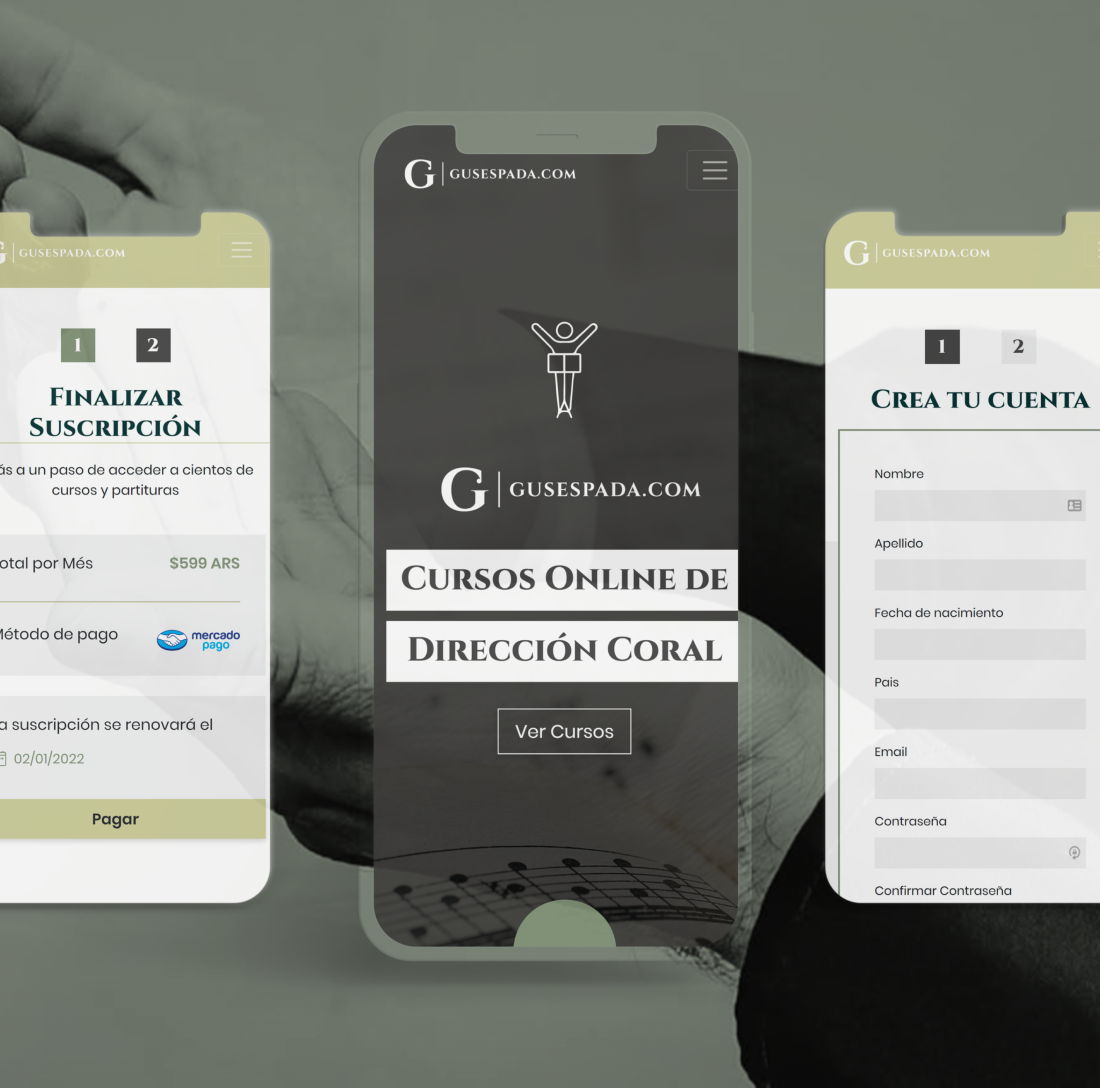 GUSESPADA.COM
1
2
Finalizar
Suscripción
a un paso de acceder a cientos de
cursos y partituras
por Més
$599 ARS
de pago
mercado
pago
suscripción se renovará el
02/01/2022
Pagar
G GUSESPADA.COM
G GUSESPADA.COM
Cursos Online de
Dirección Coral
Ver Cursos
G GUSESPADA.COM
1
2
Crea tu cuenta
Nombre
Apellido
Fecha de nacimiento
Pais
Email
Contraseña
Confirmar Contraseña